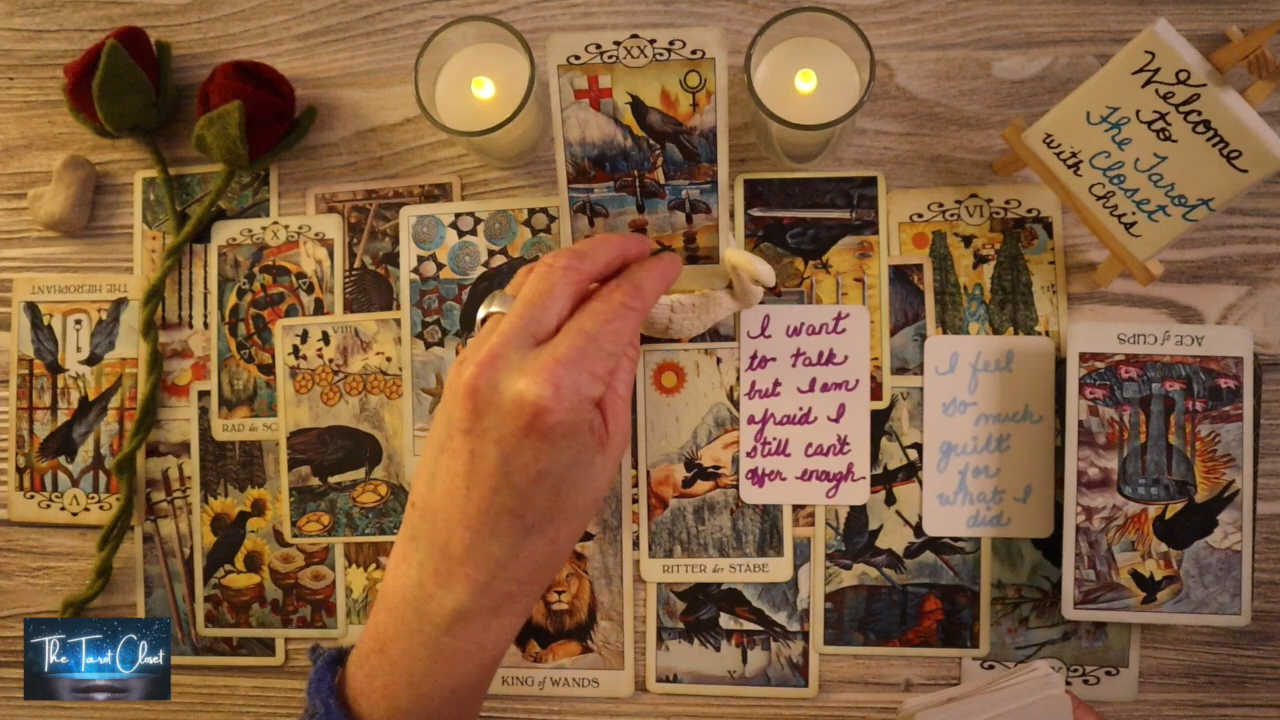 XX
Welcome
to
The Tarot
Closet
with Chris
VI
THE HIEROPHANT
V
X
RAD der SC
VIII
I want
to talk
but I am
afraid I
still can't
offer enough
I feel
so much
guilt
for
what I
did
ACE of CUPS
RITTER der STÄBE
KING of WANDS
X
The Tarot Closet